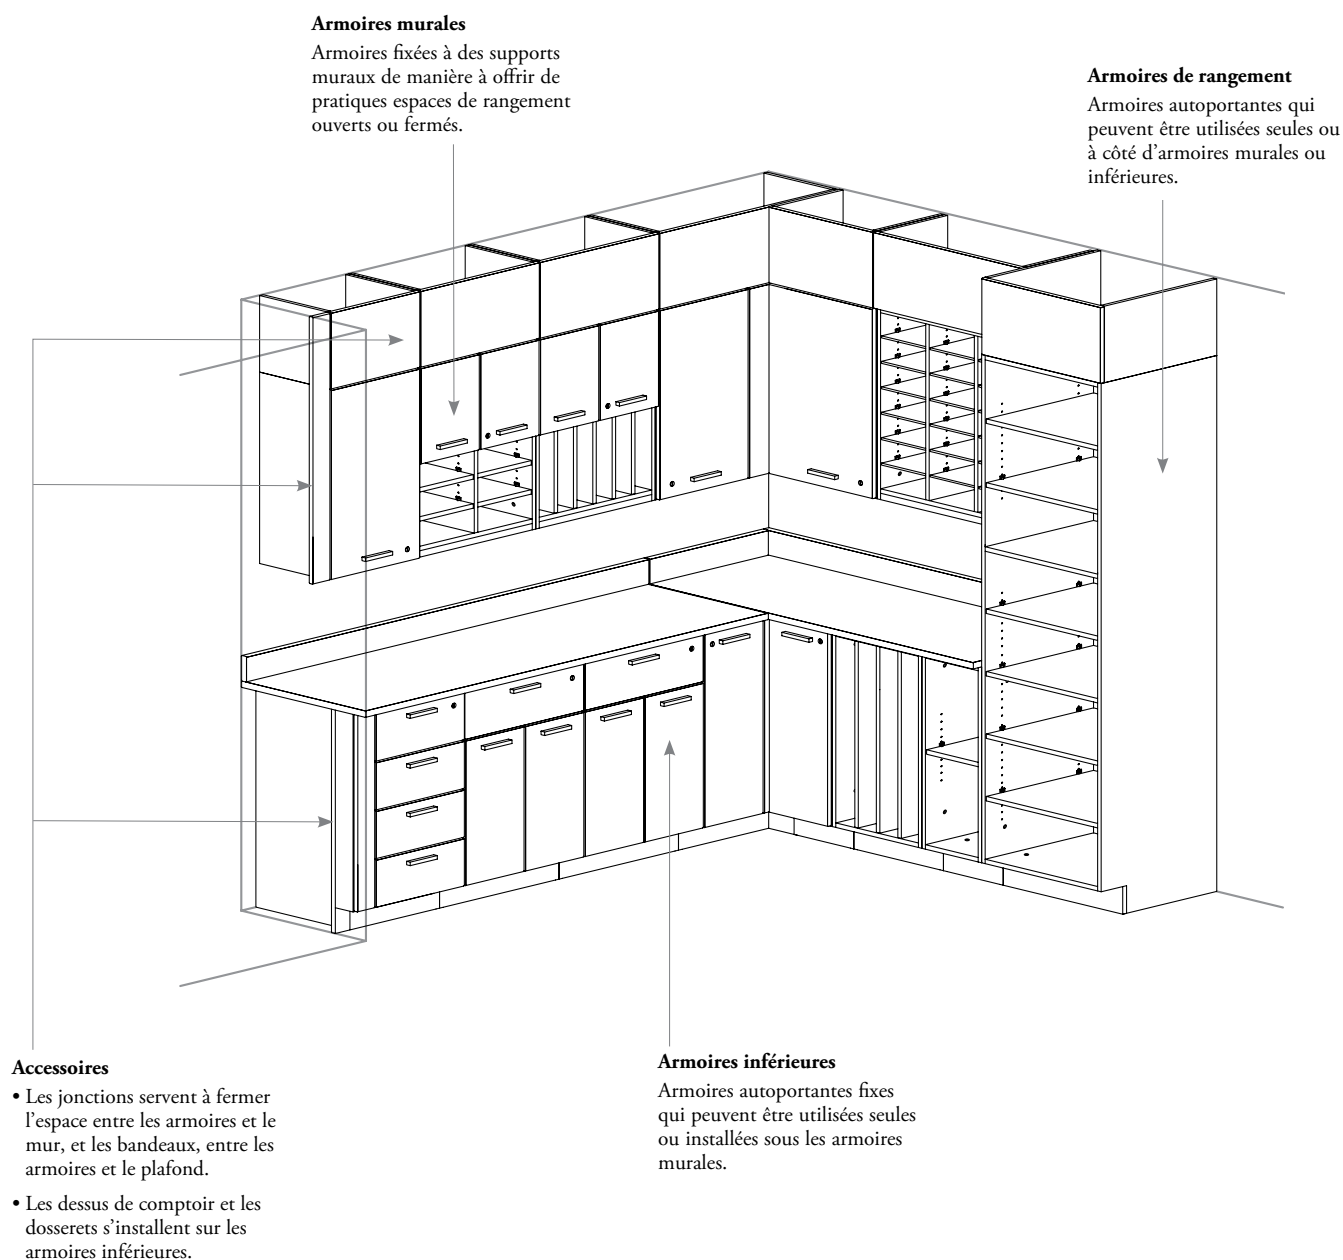 Armoires murales
Armoires fixées à des supports
muraux de manière à offrir de
pratiques espaces de rangement
ouverts ou fermés.
Armoires de rangement
Armoires autoportantes qui
peuvent être utilisées seules ou
à côté d'armoires murales ou
inférieures.
Accessoires
• Les jonctions servent à fermer
l'espace entre les armoires et le
mur, et les bandeaux, entre les
armoires et le plafond.
• Les dessus de comptoir et les
dosserets s'installent sur les
armoires inférieures.
Armoires inférieures
Armoires autoportantes fixes
qui peuvent être utilisées seules
ou installées sous les armoires
murales.